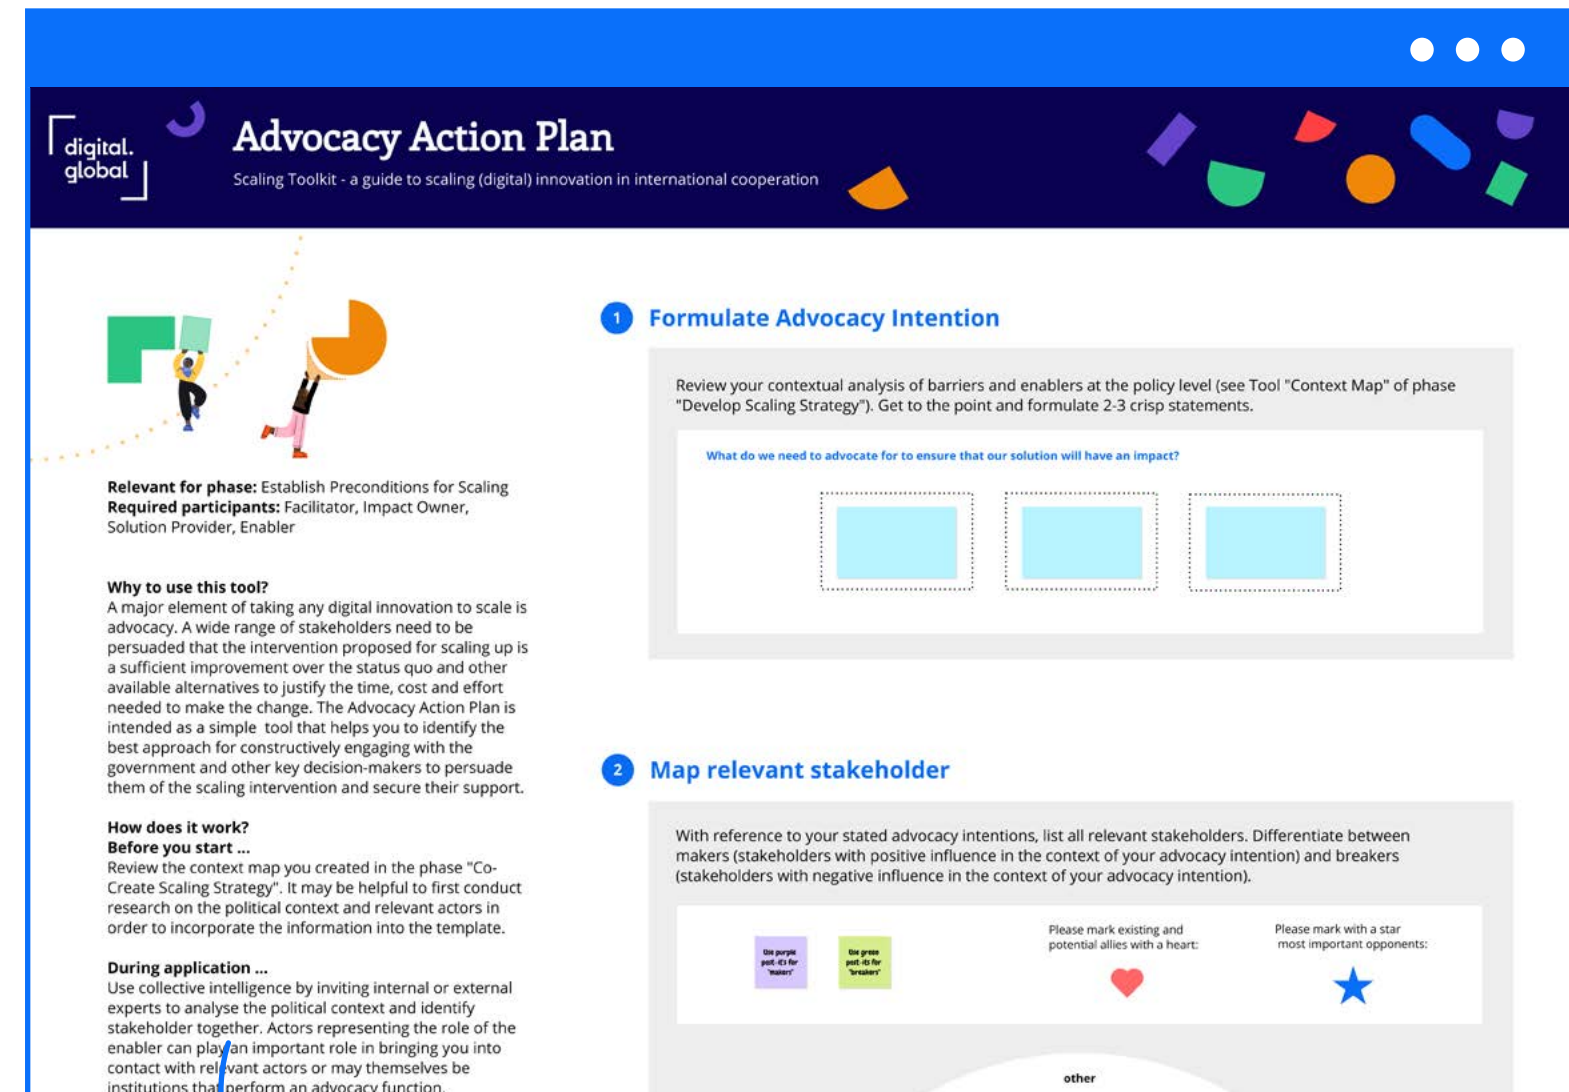 digital.
global
Advocacy Action Plan
Scaling Toolkit - a guide to scaling (digital) innovation in international cooperation
Relevant for phase: Establish Preconditions for Scaling
Required participants: Facilitator, Impact Owner,
Solution Provider, Enabler
Why to use this tool?
A major element of taking any digital innovation to scale is
advocacy. A wide range of stakeholders need to be
persuaded that the intervention proposed for scaling up is
a sufficient improvement over the status quo and other
available alternatives to justify the time, cost and effort
needed to make the change. The Advocacy Action Plan is
intended as a simple tool that helps you to identify the
best approach for constructively engaging with the
government and other key decision-makers to persuade
them of the scaling intervention and secure their support.
How does it work?
Before you start ...
Review the context map you created in the phase "Co-
Create Scaling Strategy". It may be helpful to first conduct
research on the political context and relevant actors in
order to incorporate the information into the template.
During application ...
Use collective intelligence by inviting internal or external
experts to analyse the political context and identify
stakeholder together. Actors representing the role of the
enabler can play an important role in bringing you into
contact with relevant actors or may themselves be
institutions that perform an advocacy function.
1 Formulate Advocacy Intention
Review your contextual analysis of barriers and enablers at the policy level (see Tool "Context Map" of phase
"Develop Scaling Strategy"). Get to the point and formulate 2-3 crisp statements.
What do we need to advocate for to ensure that our solution will have an impact?
2 Map relevant stakeholder
With reference to your stated advocacy intentions, list all relevant stakeholders. Differentiate between
makers (stakeholders with positive influence in the context of your advocacy intention) and breakers
(stakeholders with negative influence in the context of your advocacy intention).
Use purple
post-it's for
"makers"
Use green
post-its for
"breakers"
Please mark existing and
potential allies with a heart:
Please mark with a star
most important opponents:
other